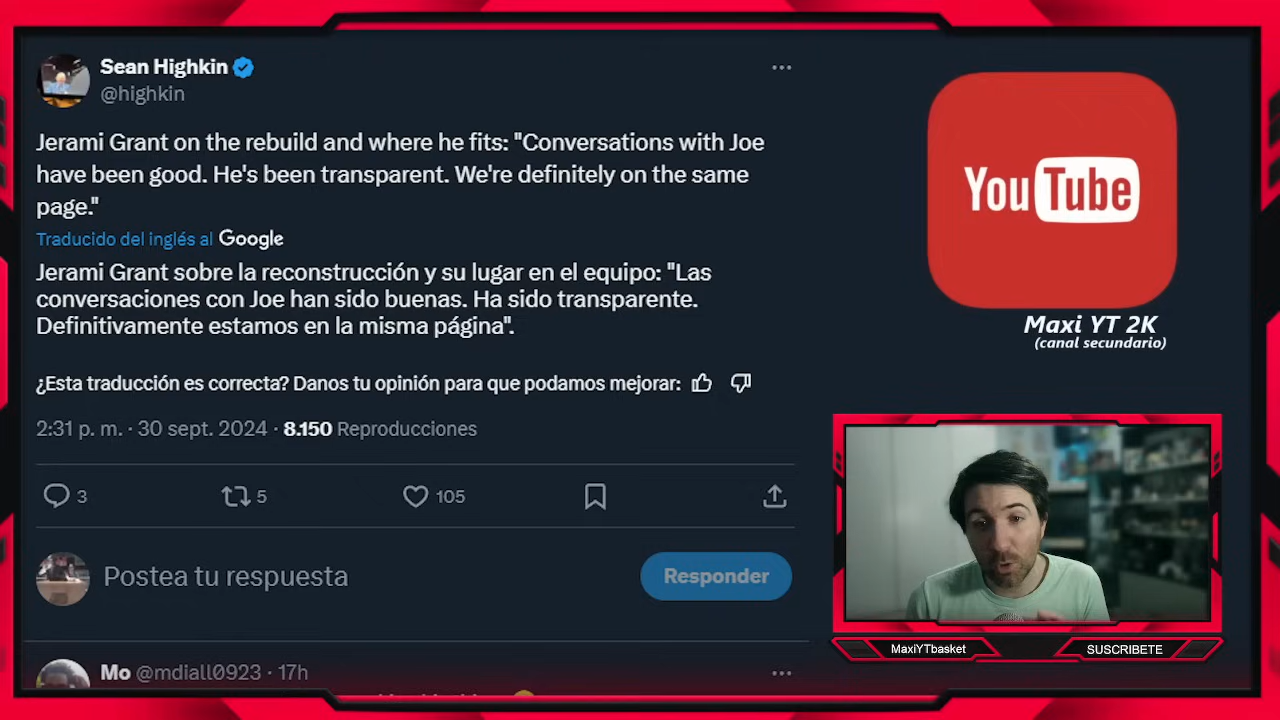 Sean Highkin
@highkin
Jerami Grant on the rebuild and where he fits: "Conversations with Joe
have been good. He's been transparent. We're definitely on the same
page."
Traducido del inglés al Google
Jerami Grant sobre la reconstrucción y su lugar en el equipo: "Las
conversaciones con Joe han sido buenas. Ha sido transparente.
Definitivamente estamos en la misma página".
¿Esta traducción es correcta? Danos tu opinión para que podamos mejorar:
2:31 p. m. · 30 sept. 2024 · 8.150 Reproducciones
3
5
105
Postea tu respuesta
Responder
Mo @mdiall0923 · 17h
YouTube
Maxi YT 2K
(canal secundario)
MaxiYTbasket
SUSCRIBETE